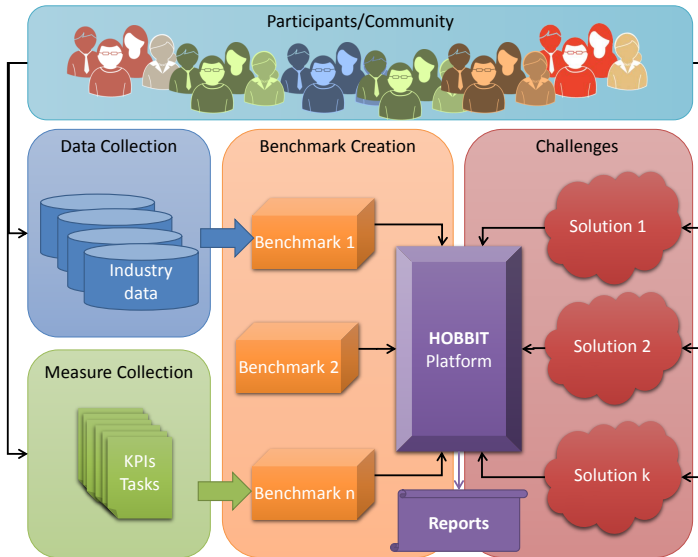 Participants/Community
Data Collection
Industry
data
Measure Collection
KPIs
Tasks
Benchmark Creation
Benchmark 1
Benchmark 2
Benchmark n
HOBBIT
Platform
Reports
Challenges
Solution 1
Solution 2
Solution k